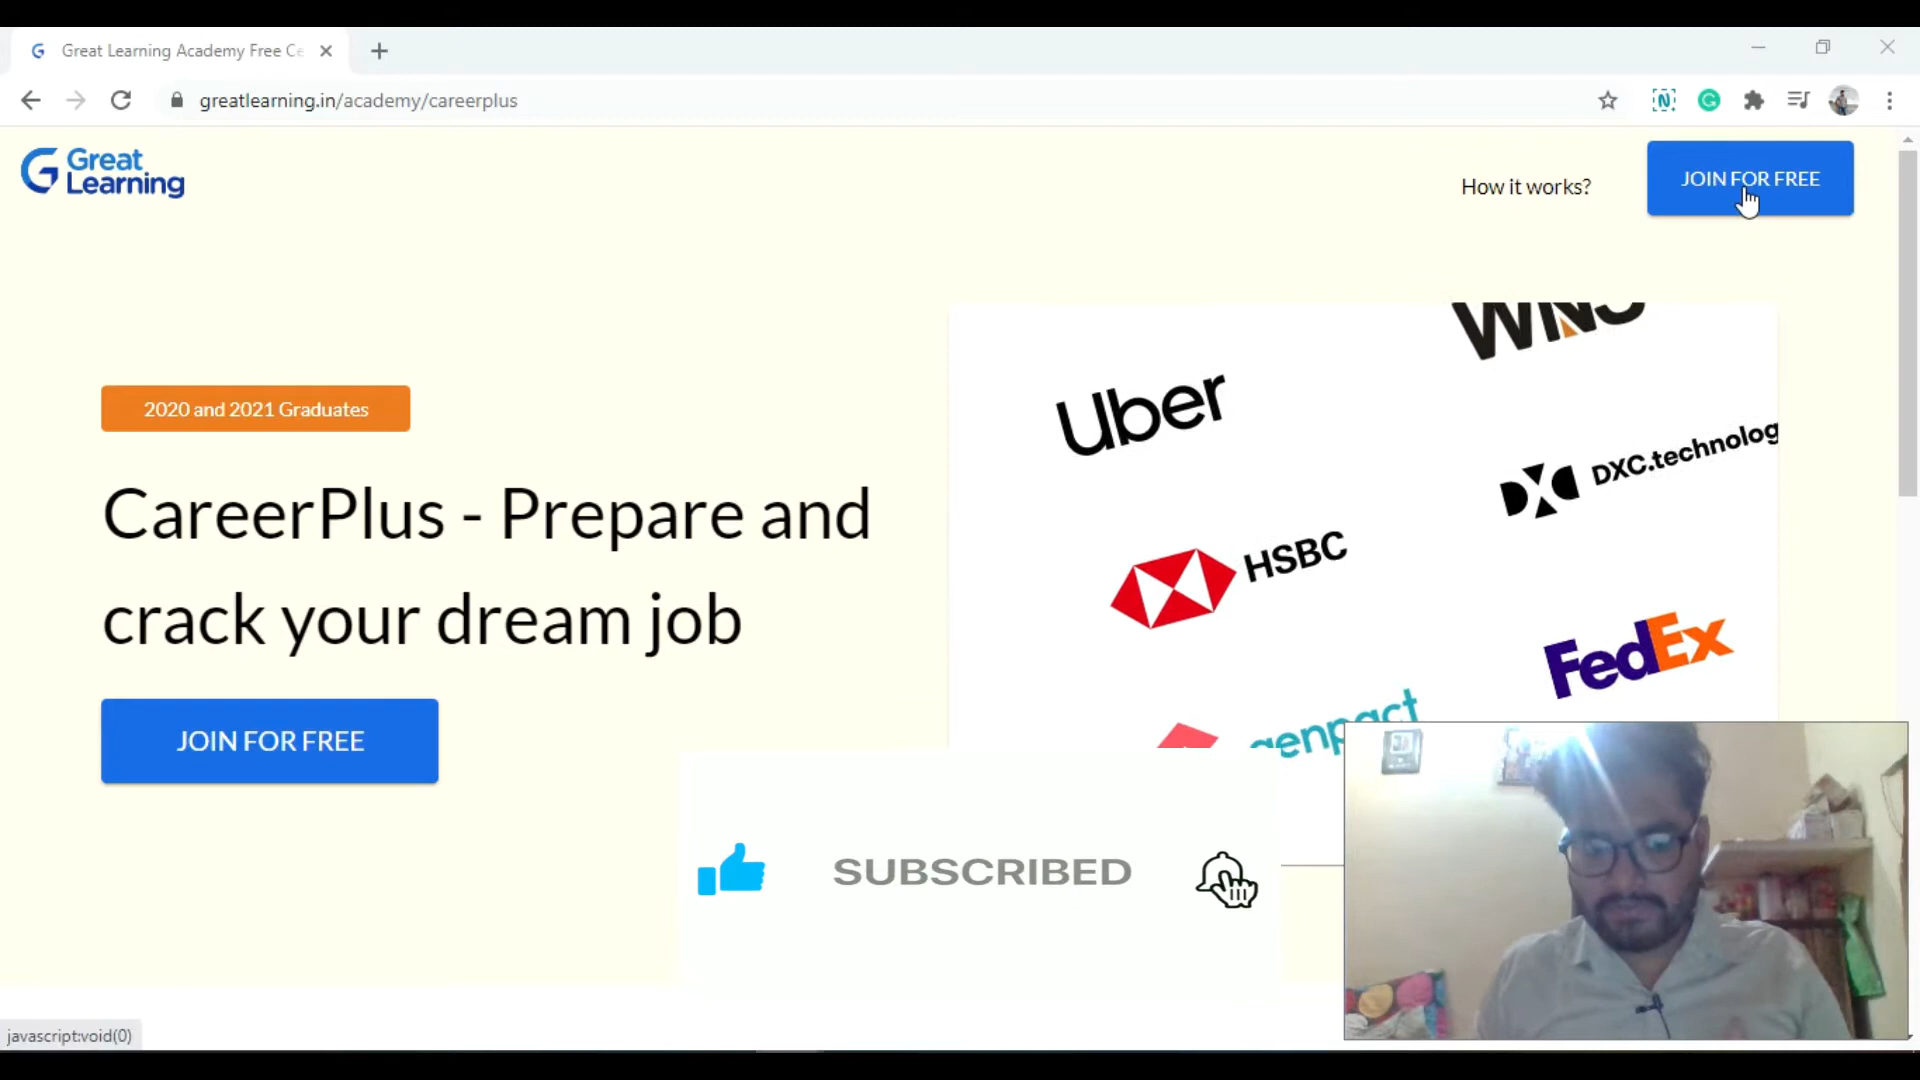 Great Learning Academy Free Ce
greatlearning.in/academy/careerplus
Great
Learning
How it works?
JOIN FOR FREE
WNS
Uber
2020 and 2021 Graduates
DXC.technolog
CareerPlus - Prepare and
crack your dream job
HSBC
FedEx
genpact
JOIN FOR FREE
SUBSCRIBED
javascript:void(0)